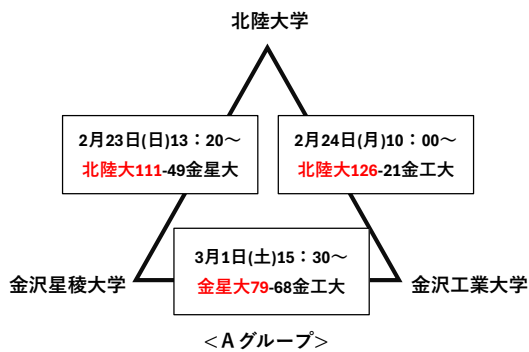 北陸大学
2月23日(日)13：20～
北陸大111-49金星大
2月24日(月)10：00～
北陸大126-21金工大
3月1日(土)15：30～
金星大79-68金工大
金沢星稜大学
金沢工業大学
＜Aグループ＞